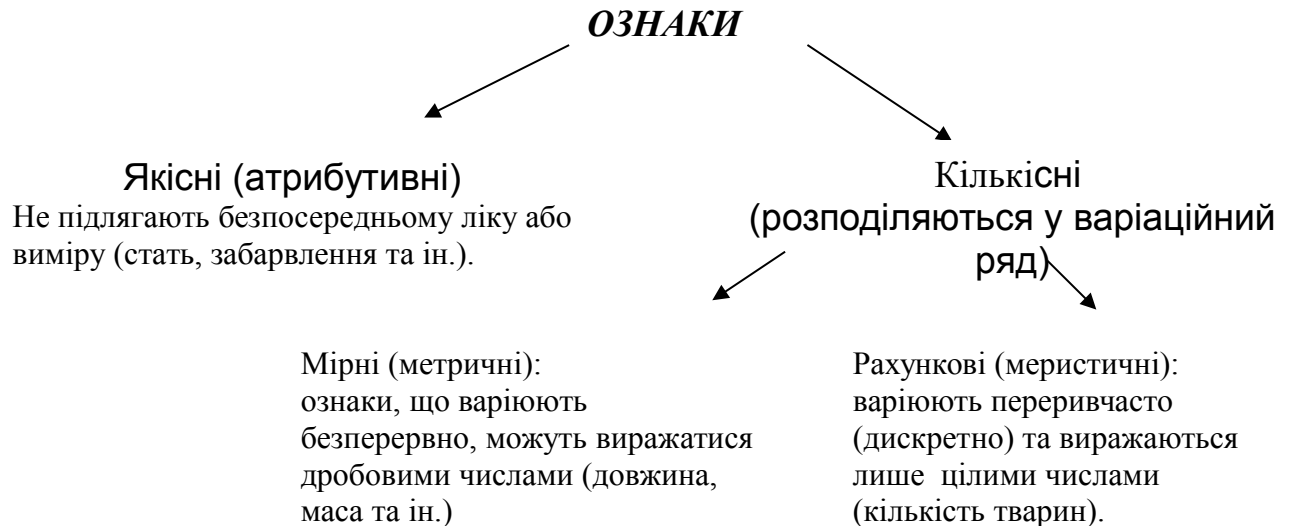 ОЗНАКИ
Якісні (атрибутивні)
Не підлягають безпосередньому ліку або
виміру (стать, забарвлення та ін.).
Кількісні
(розподіляються у варіаційний
ряд)
Мірні (метричні):
ознаки, що варіюють
безперервно, можуть виражатися
дробовими числами (довжина,
маса та ін.)
Рахункові (меристичні):
варіюють переривчасто
(дискретно) та виражаються
лише цілими числами
(кількість тварин).